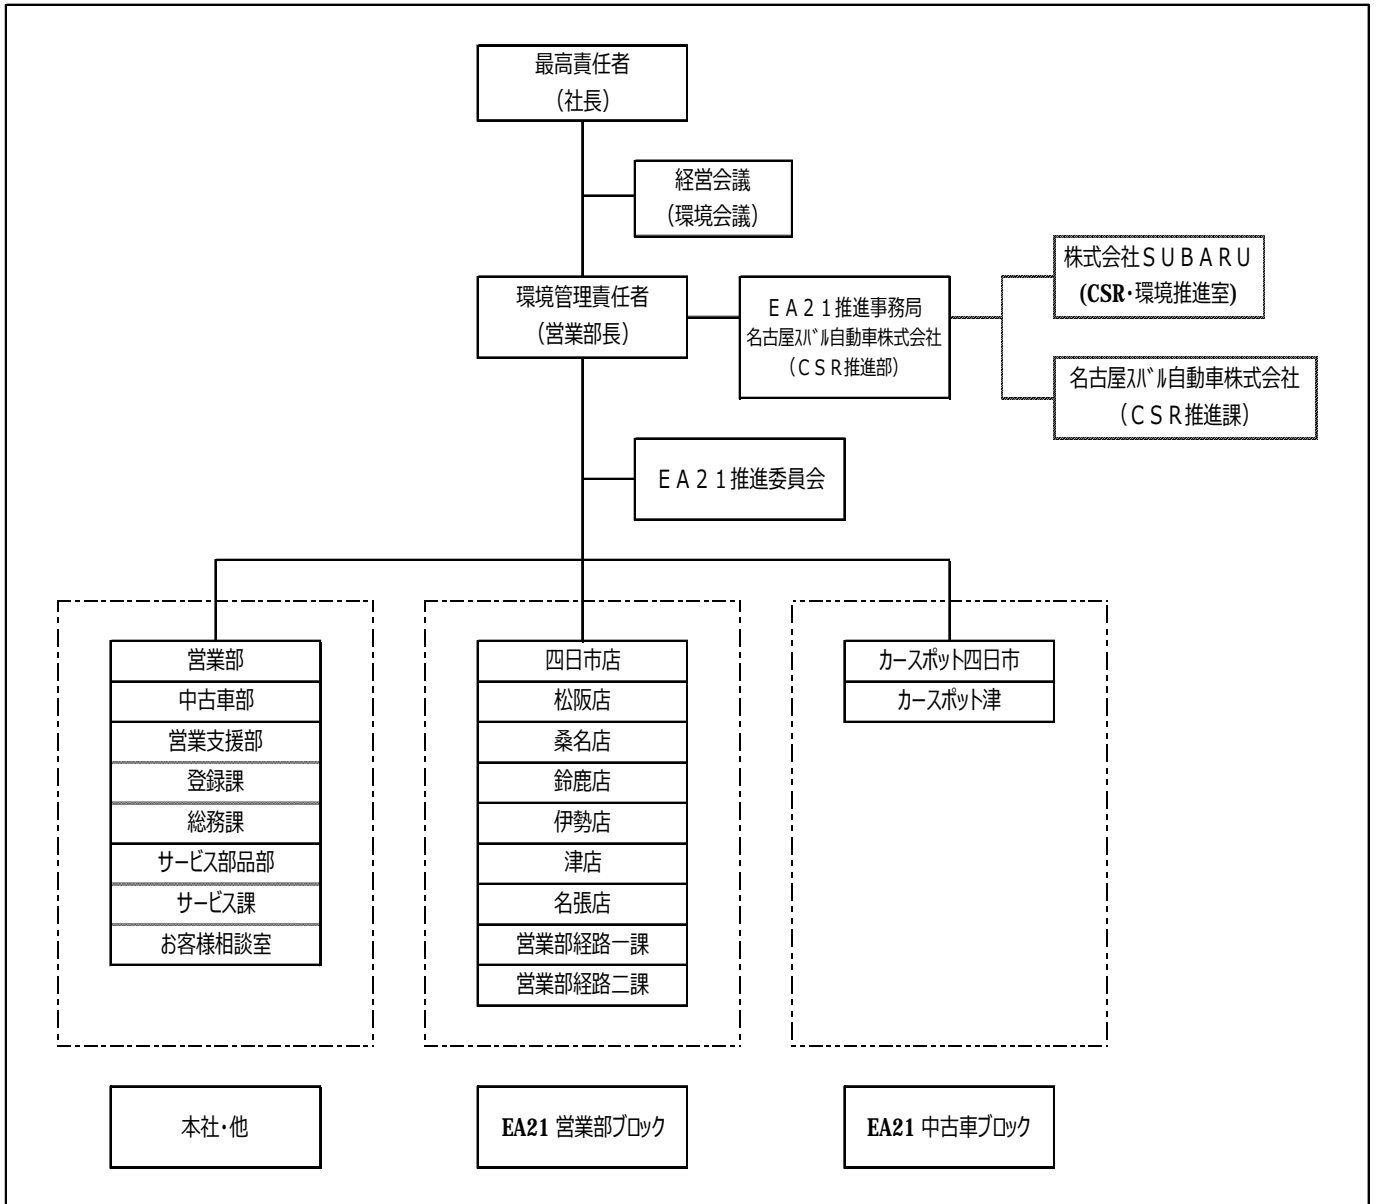 最高責任者
（社長）
経営会議
（環境会議）
環境管理責任者
（営業部長）
ＥＡ２１推進事務局
名古屋ｽﾊﾞﾙ自動車株式会社
（ＣＳＲ推進部）
株式会社ＳＵＢＡＲＵ
(CSR・環境推進室)
名古屋ｽﾊﾞﾙ自動車株式会社
（ＣＳＲ推進課）
ＥＡ２１推進委員会
営業部
中古車部
営業支援部
登録課
総務課
サービス部品部
サービス課
お客様相談室
四日市店
松阪店
桑名店
鈴鹿店
伊勢店
津店
名張店
営業部経路一課
営業部経路二課
カースポット四日市
カースポット津
本社・他
EA21 営業部ブロック
EA21 中古車ブロック